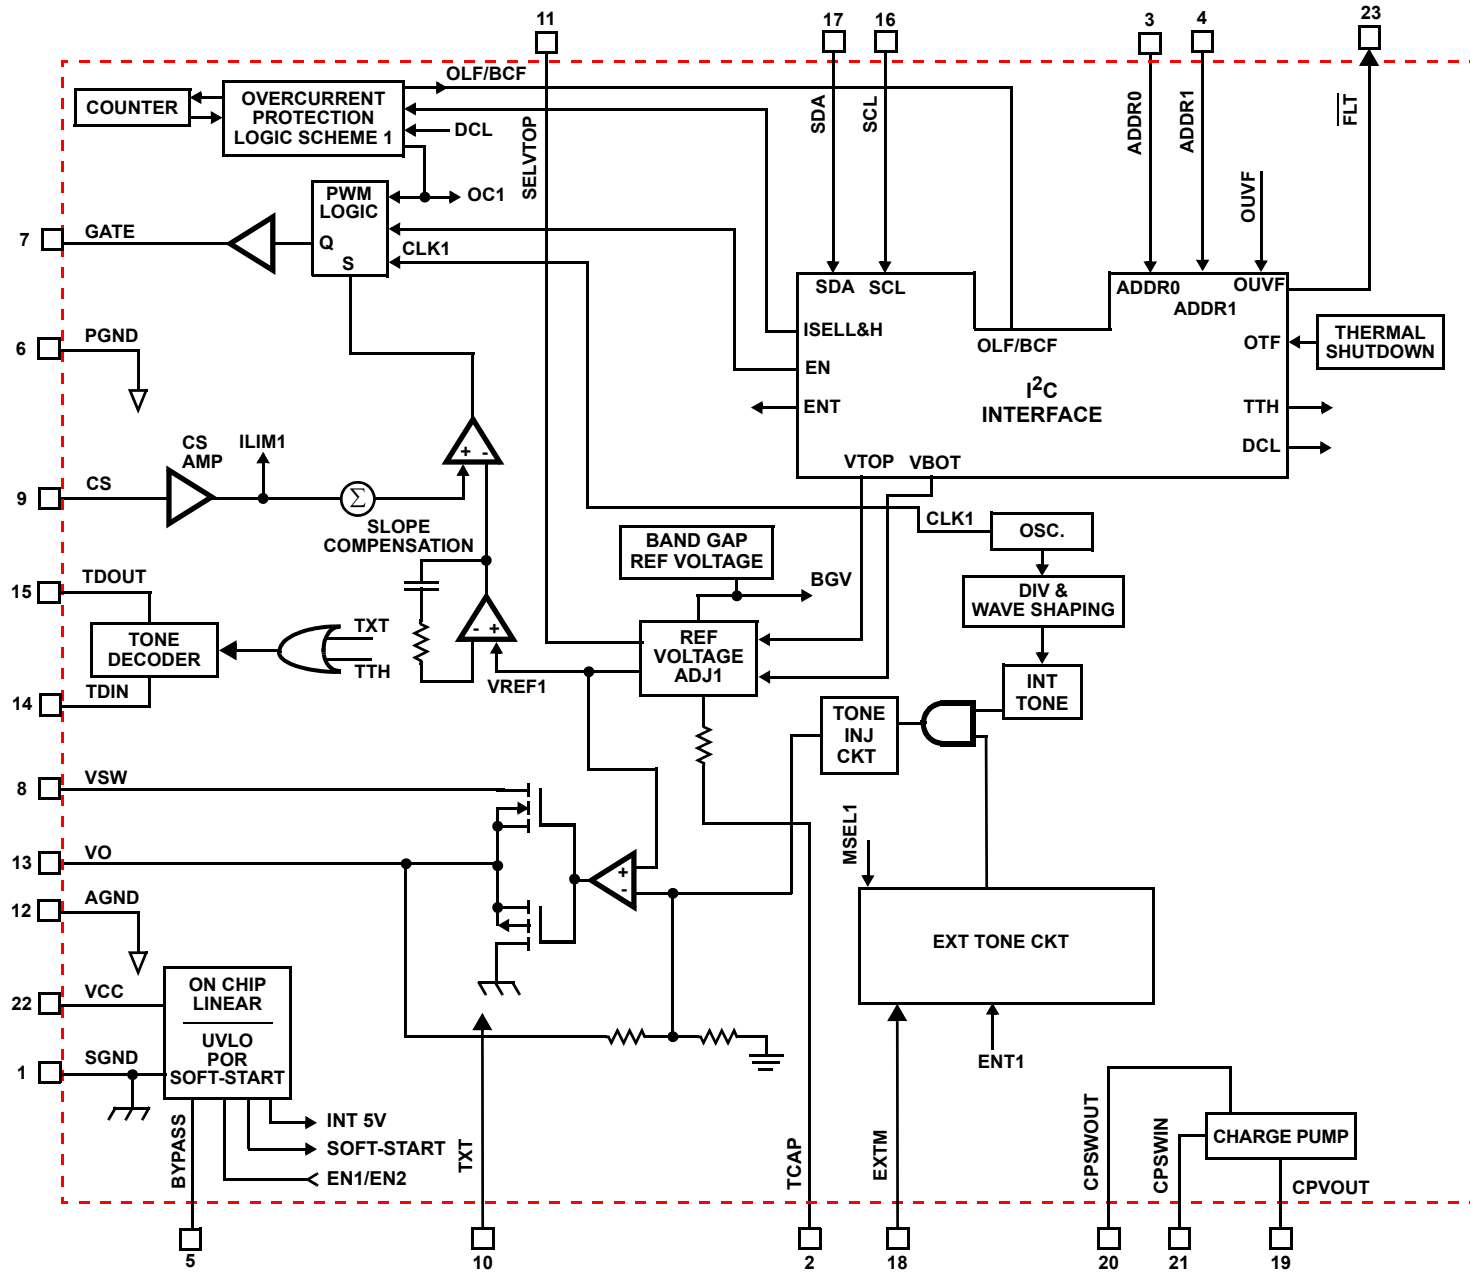 11
17
16
3
4
23
OLF/BCF
COUNTER
OVERCURRENT
PROTECTION
LOGIC SCHEME 1
DCL
SELVTOP
SDA
SCL
ADDR0
ADDR1
FLT
OUVF
PWM
LOGIC
Q
S
OC1
CLK1
7
GATE
6
PGND
SDA
SCL
ADDR0
ADDR1
OUVF
ISELL&H
EN
ENT
OLF/BCF
I2C
INTERFACE
OTF
TTH
DCL
THERMAL
SHUTDOWN
VTOP
VBOT
CS
AMP
ILIM1
+ -
9
CS
Σ
SLOPE
COMPENSATION
CLK1
OSC.
BAND GAP
REF VOLTAGE
BGV
DIV &
WAVE SHAPING
15
TDOUT
TONE
DECODER
TXT
TTH
14
TDIN
- +
VREF1
REF
VOLTAGE
ADJ1
INT
TONE
TONE
INJ
CKT
8
VSW
13
VO
12
AGND
+
-
MSEL1
EXT TONE CKT
22
VCC
ON CHIP
LINEAR
UVLO
POR
SOFT-START
1
SGND
ENT1
BYPASS
INT 5V
SOFT-START
EN1/EN2
TXT
TCAP
EXTM
CPSWOUT
CPSWIN
CHARGE PUMP
CPVOUT
5
10
2
18
20
21
19